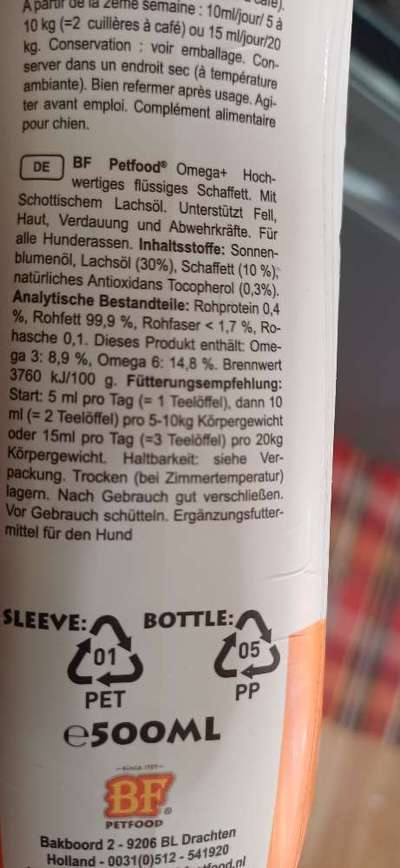 A partir de la 2ème semaine : 10ml/jour/ 5 à
10 kg (=2 cuillères à café) ou 15 ml/jour/20
kg. Conservation : voir emballage. Con-
server dans un endroit sec (à température
ambiante). Bien refermer après usage. Agi-
ter avant emploi. Complément alimentaire
pour chien.
DE BF Petfood® Omega+ Hoch-
wertiges flüssiges Schaffett. Mit
Schottischem Lachsöl. Unterstützt Fell,
Haut, Verdauung und Abwehrkräfte. Für
alle Hunderassen. Inhaltsstoffe: Sonnen-
blumenöl, Lachsöl (30%), Schaffett (10 %),
natürliches Antioxidans Tocopherol (0,3%).
Analytische Bestandteile: Rohprotein 0,4
%, Rohfett 99,9 %, Rohfaser < 1,7 %, Ro-
hasche 0,1. Dieses Produkt enthält: Ome-
ga 3: 8,9 %, Omega 6: 14,8 %. Brennwert
3760 kJ/100 g. Fütterungsempfehlung:
Start: 5 ml pro Tag (= 1 Teelöffel), dann 10
ml (= 2 Teelöffel) pro 5-10kg Körpergewicht
oder 15ml pro Tag (=3 Teelöffel) pro 20kg
Körpergewicht. Haltbarkeit: siehe Ver-
packung. Trocken (bei Zimmertemperatur)
lagern. Nach Gebrauch gut verschließen.
Vor Gebrauch schütteln. Ergänzungsfutter-
mittel für den Hund
SLEEVE: BOTTLE:
01 05
PET PP
℮500ML
BF®
PETFOOD
Bakboord 2 - 9206 BL Drachten
Holland - 0031(0)512 - 541920